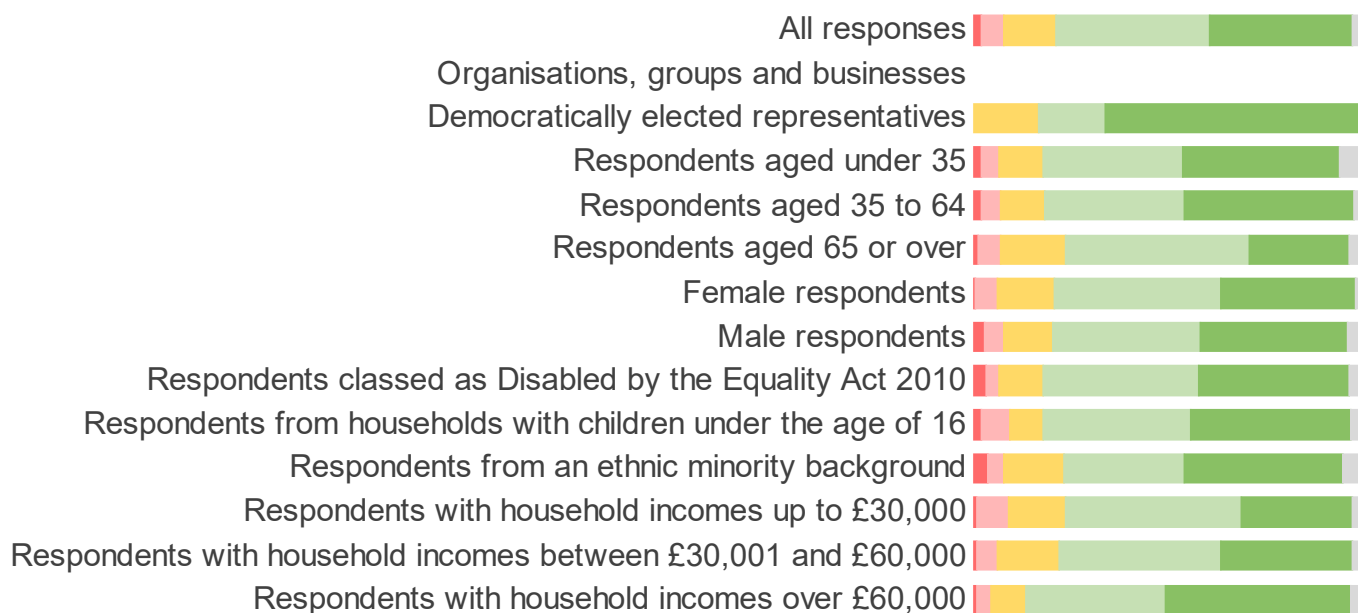 All responses
Organisations, groups and businesses
Democratically elected representatives
Respondents aged under 35
Respondents aged 35 to 64
Respondents aged 65 or over
Female respondents
Male respondents
Respondents classed as Disabled by the Equality Act 2010
Respondents from households with children under the age of 16
Respondents from an ethnic minority background
Respondents with household incomes up to £30,000
Respondents with household incomes between £30,001 and £60,000
Respondents with household incomes over £60,000